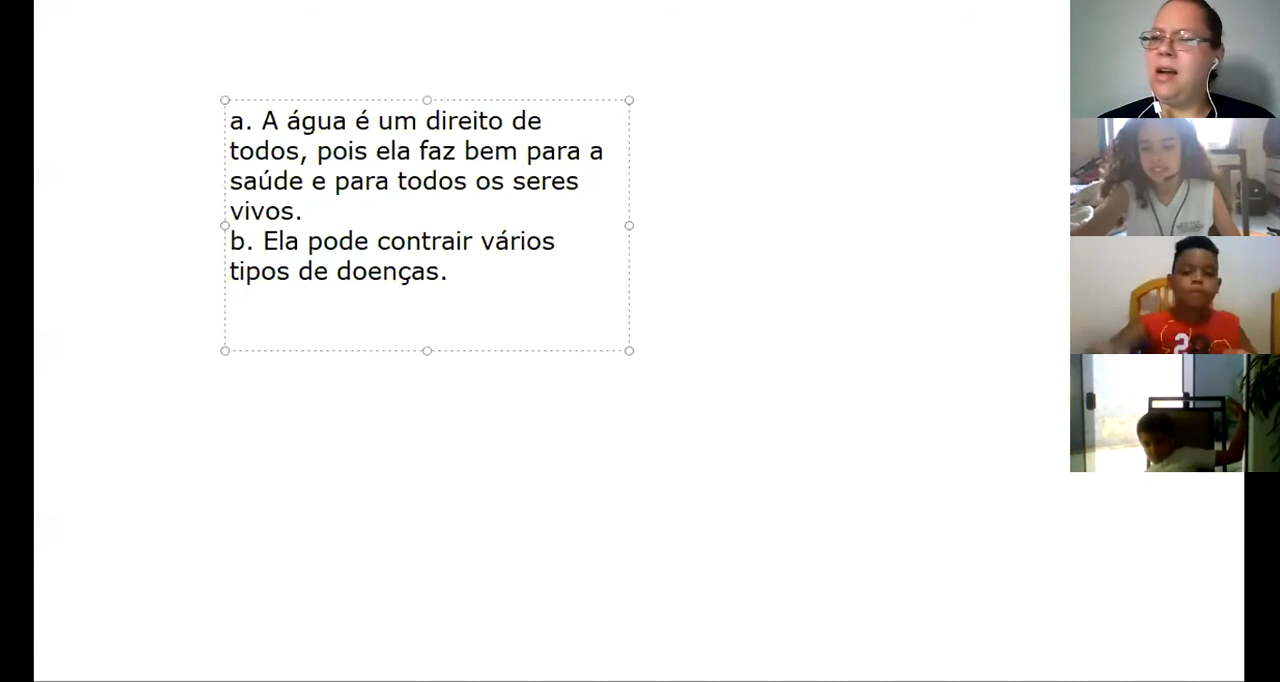 a. A água é um direito de
todos, pois ela faz bem para a
saúde e para todos os seres
vivos.
b. Ela pode contrair vários
tipos de doenças.
2